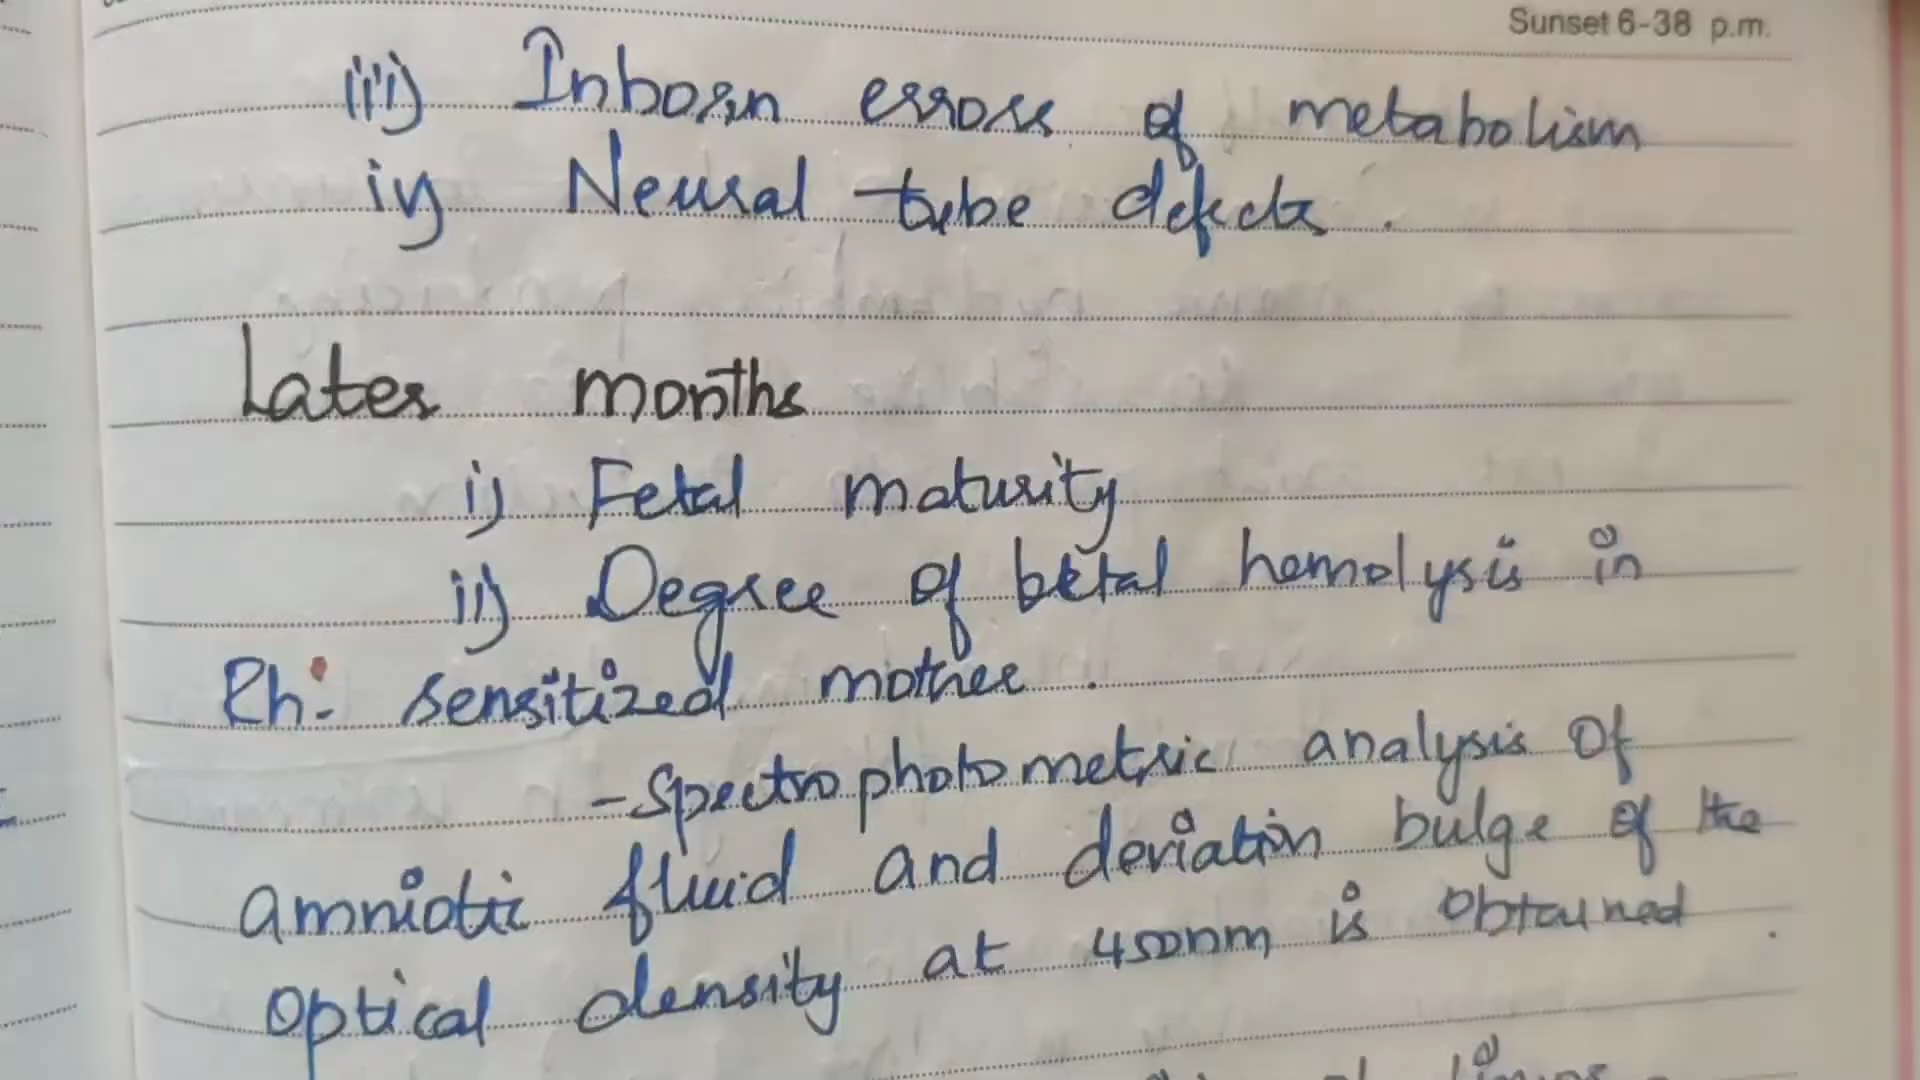 Sunset 6-38 p.m.
iii) Inborn errors of metabolism
iv) Neural tube defects.
Later months
i) Fetal maturity
ii) Degree of fetal hemolysis in
Rh: sensitized mother.
- Spectrophotometric analysis of
amniotic fluid and deviation bulge of the
optical density at 450nm is obtained.